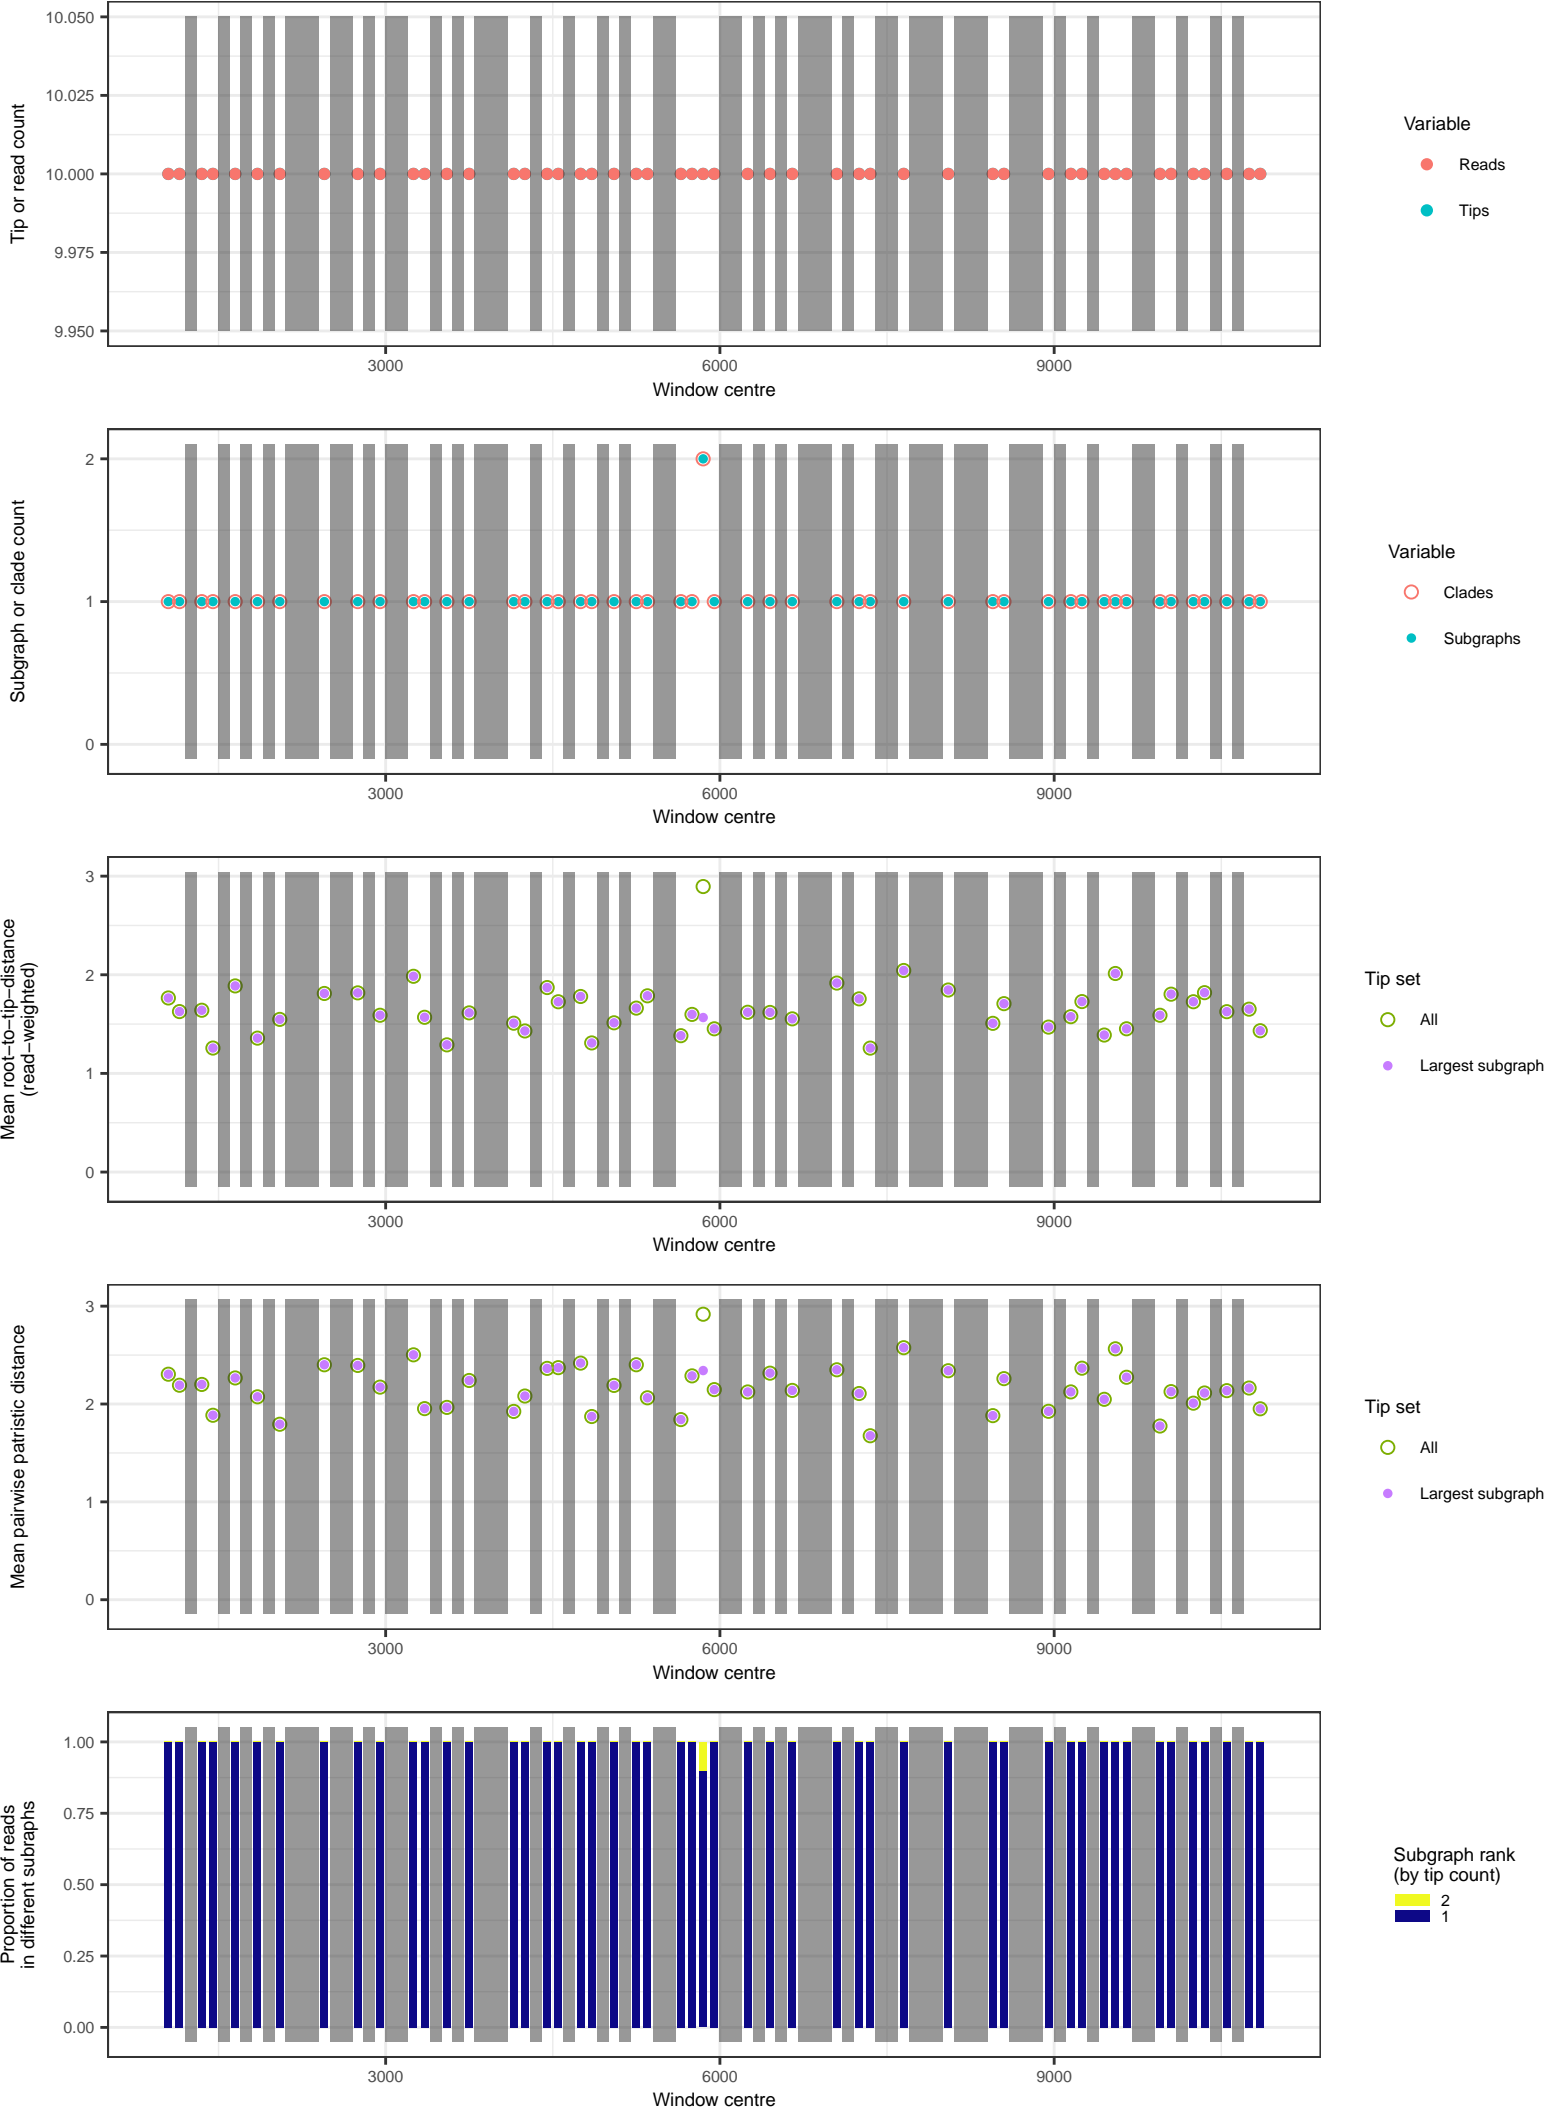 10.050
10.025
10.000
9.975
9.950
Tip or read count
3000
6000
9000
Window centre
Variable
Reads
Tips
2
1
0
Subgraph or clade count
3000
6000
9000
Window centre
Variable
Clades
Subgraphs
3
2
1
0
Mean root−to−tip−distance
(read−weighted)
3000
6000
9000
Window centre
Tip set
All
Largest subgraph
3
2
1
0
Mean pairwise patristic distance
3000
6000
9000
Window centre
Tip set
All
Largest subgraph
1.00
0.75
0.50
0.25
0.00
Proportion of reads
in different subraphs
3000
6000
9000
Window centre
Subgraph rank
(by tip count)
2
1